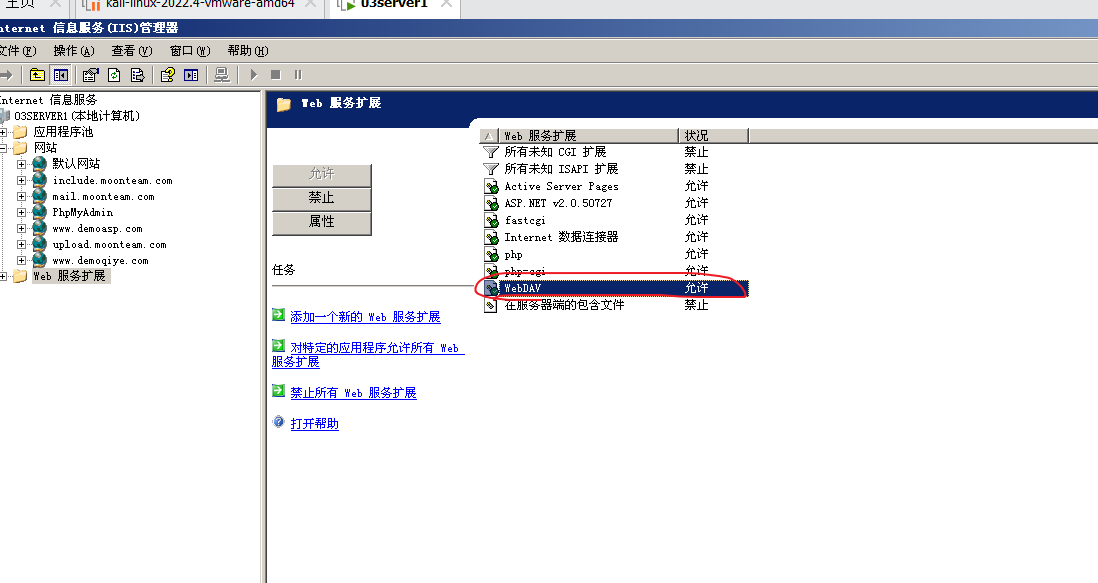 主页
kali-linux-2022.4-vmware-amd64
03server1
nternet 信息服务(IIS)管理器
文件(F) 操作(A) 查看(V) 窗口(W) 帮助(H)
Internet 信息服务
03SERVER1(本地计算机)
应用程序池
网站
默认网站
include.moonteam.com
mail.moonteam.com
PhpMyAdmin
www.demoasp.com
upload.moonteam.com
www.demoqiye.com
Web 服务扩展
Web 服务扩展
允许
禁止
属性
任务
添加一个新的 Web 服务扩展
对特定的应用程序允许所有 Web
服务扩展
禁止所有 Web 服务扩展
打开帮助
Web 服务扩展 状况
所有未知 CGI 扩展 禁止
所有未知 ISAPI 扩展 禁止
Active Server Pages 允许
ASP.NET v2.0.50727 允许
fastcgi 允许
Internet 数据连接器 允许
php 允许
php-cgi 允许
WebDAV 允许
在服务器端的包含文件 禁止